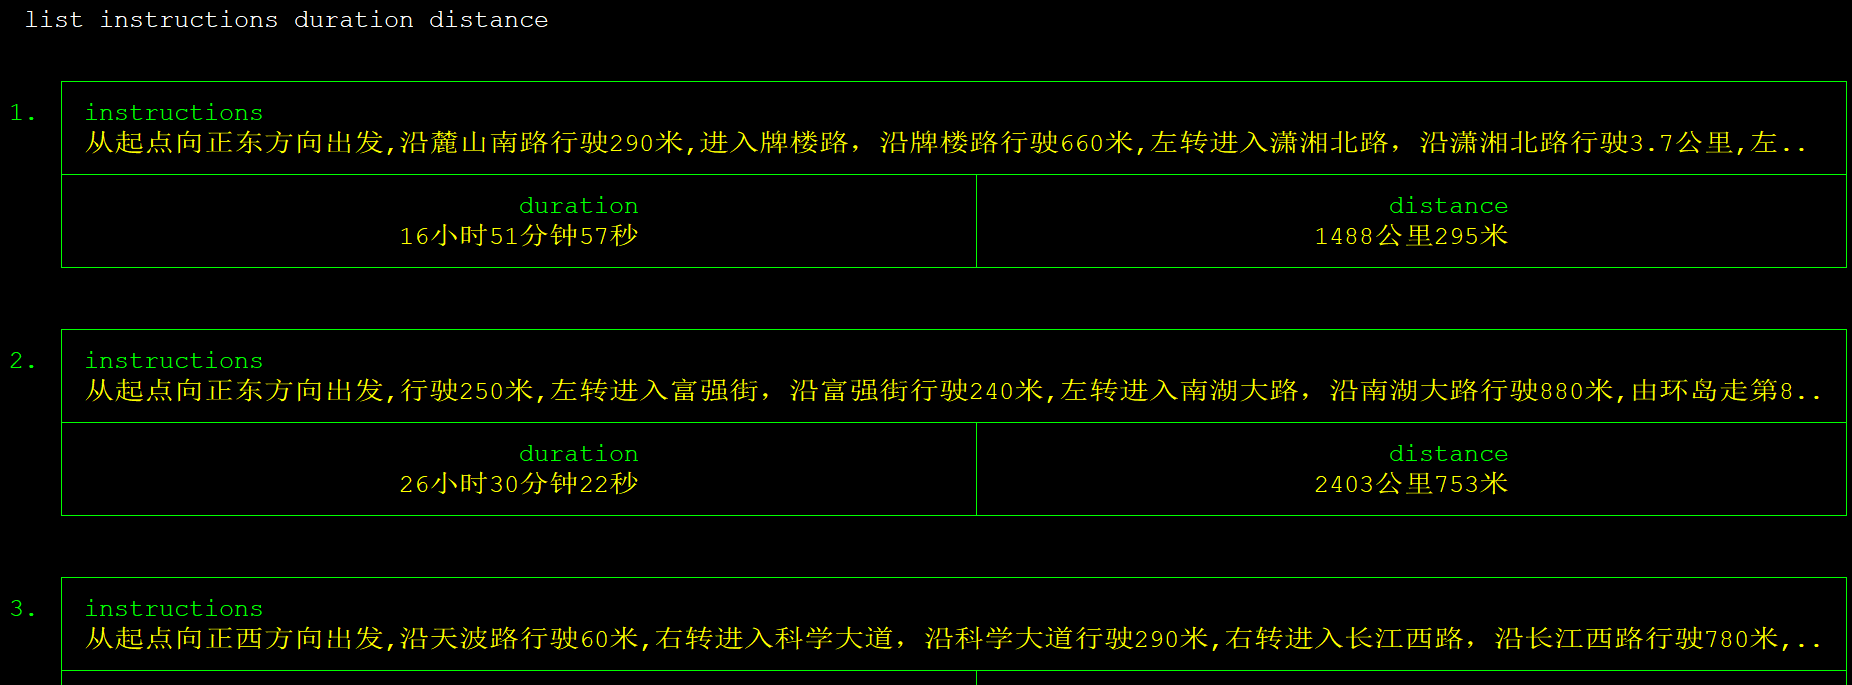 list instructions duration distance
1. instructions
从起点向正东方向出发,沿麓山南路行驶290米,进入牌楼路，沿牌楼路行驶660米,左转进入潇湘北路，沿潇湘北路行驶3.7公里,左..
duration distance
16小时51分钟57秒 1488公里295米
2. instructions
从起点向正东方向出发,行驶250米,左转进入富强街，沿富强街行驶240米,左转进入南湖大路，沿南湖大路行驶880米,由环岛走第8..
duration distance
26小时30分钟22秒 2403公里753米
3. instructions
从起点向正西方向出发,沿天波路行驶60米,右转进入科学大道，沿科学大道行驶290米,右转进入长江西路，沿长江西路行驶780米,..